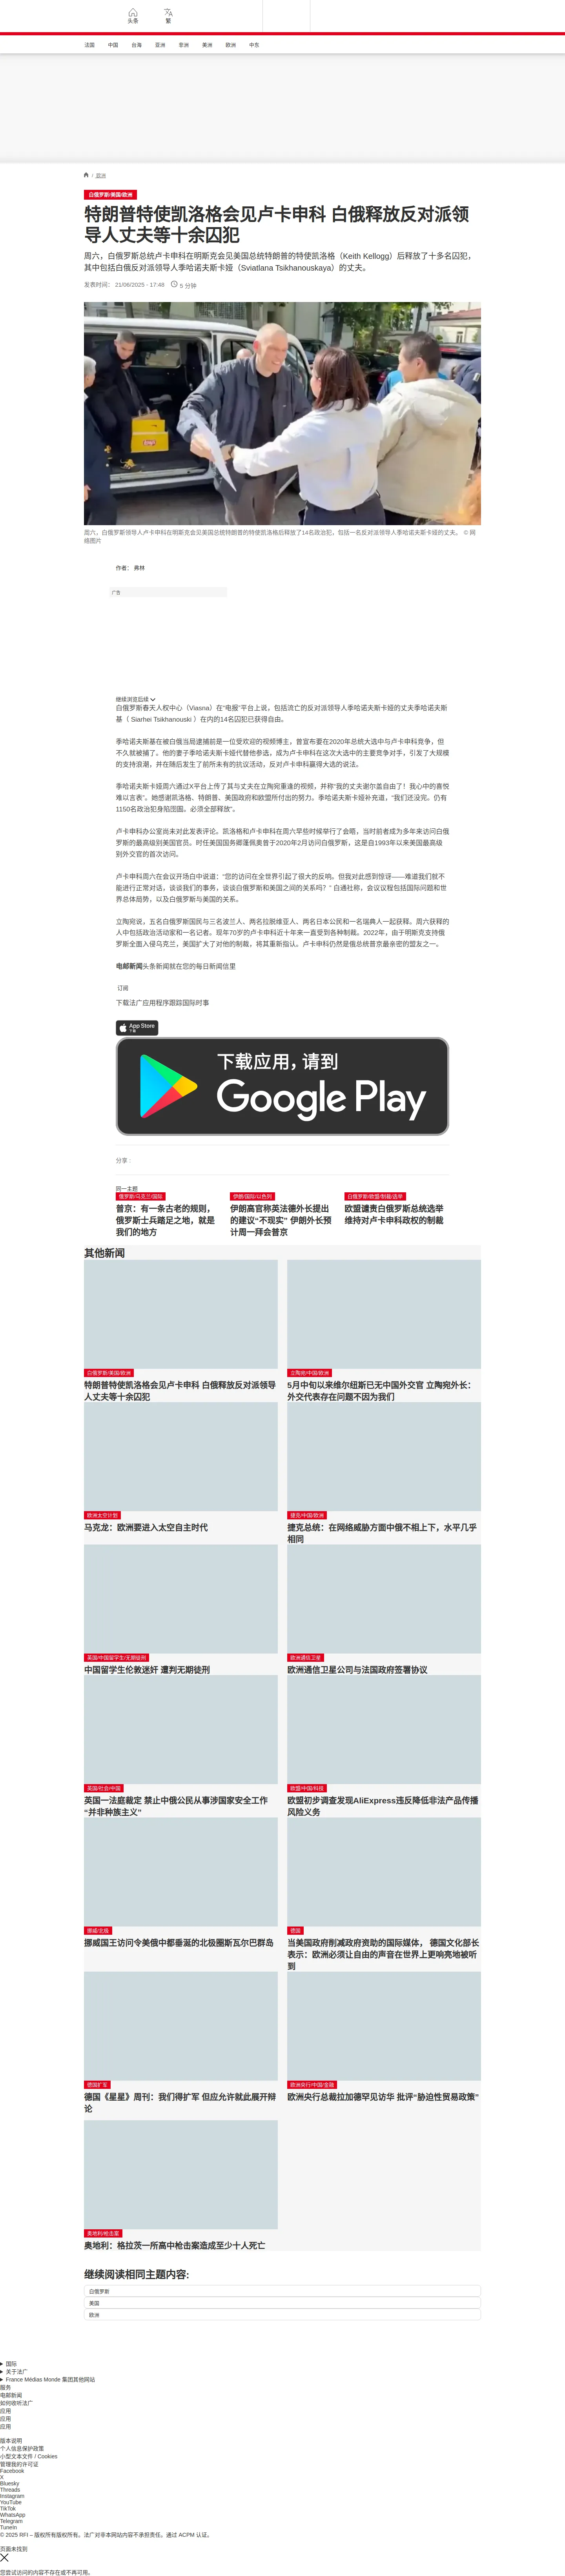 头条
繁
法国
中国
台海
亚洲
非洲
美洲
欧洲
中东
/ 欧洲
白俄罗斯/美国/欧洲
特朗普特使凯洛格会见卢卡申科 白俄释放反对派领
导人丈夫等十余囚犯
周六，白俄罗斯总统卢卡申科在明斯克会见美国总统特朗普的特使凯洛格（Keith Kellogg）后释放了十多名囚犯，
其中包括白俄反对派领导人季哈诺夫斯卡娅（Sviatlana Tsikhanouskaya）的丈夫。
发表时间： 21/06/2025 - 17:48 5 分钟
周六，白俄罗斯领导人卢卡申科在明斯克会见美国总统特朗普的特使凯洛格后释放了14名政治犯，包括一名反对派领导人季哈诺夫斯卡娅的丈夫。 © 网
络图片
作者： 弗林
广告
继续浏览后续
白俄罗斯春天人权中心（Viasna）在“电报”平台上说，包括流亡的反对派领导人季哈诺夫斯卡娅的丈夫季哈诺夫斯
基（ Siarhei Tsikhanouski ）在内的14名囚犯已获得自由。
季哈诺夫斯基在被白俄当局逮捕前是一位受欢迎的视频博主，曾宣布要在2020年总统大选中与卢卡申科竞争，但
不久就被捕了。他的妻子季哈诺夫斯卡娅代替他参选，成为卢卡申科在这次大选中的主要竞争对手，引发了大规模
的支持浪潮，并在随后发生了前所未有的抗议活动，反对卢卡申科赢得大选的说法。
季哈诺夫斯卡娅周六通过X平台上传了其与丈夫在立陶宛重逢的视频，并称“我的丈夫谢尔盖自由了！我心中的喜悦
难以言表”。她感谢凯洛格、特朗普、美国政府和欧盟所付出的努力。季哈诺夫斯卡娅补充道，“我们还没完。仍有
1150名政治犯身陷囹圄。必须全部释放”。
卢卡申科办公室尚未对此发表评论。凯洛格和卢卡申科在周六早些时候举行了会晤，当时前者成为多年来访问白俄
罗斯的最高级别美国官员。时任美国国务卿蓬佩奥曾于2020年2月访问白俄罗斯，这是自1993年以来美国最高级
别外交官的首次访问。
卢卡申科周六在会议开场白中说道：“您的访问在全世界引起了很大的反响。但我对此感到惊讶——难道我们就不
能进行正常对话，谈谈我们的事务，谈谈白俄罗斯和美国之间的关系吗？” 白通社称，会议议程包括国际问题和世
界总体局势，以及白俄罗斯与美国的关系。
立陶宛说，五名白俄罗斯国民与三名波兰人、两名拉脱维亚人、两名日本公民和一名瑞典人一起获释。周六获释的
人中包括政治活动家和一名记者。现年70岁的卢卡申科近十年来一直受到各种制裁。2022年，由于明斯克支持俄
罗斯全面入侵乌克兰，美国扩大了对他的制裁，将其重新指认。卢卡申科仍然是俄总统普京最亲密的盟友之一。
电邮新闻头条新闻就在您的每日新闻信里
订阅
下载法广应用程序跟踪国际时事
App Store
下载
下载应用，请到
Google Play
分享 :
同一主题
俄罗斯/乌克兰/国际
普京：有一条古老的规则，
俄罗斯士兵踏足之地，就是
我们的地方
伊朗/国际/以色列
伊朗高官称英法德外长提出
的建议“不现实” 伊朗外长预
计周一拜会普京
白俄罗斯/欧盟/制裁/选举
欧盟谴责白俄罗斯总统选举
维持对卢卡申科政权的制裁
其他新闻
白俄罗斯/美国/欧洲
特朗普特使凯洛格会见卢卡申科 白俄释放反对派领导
人丈夫等十余囚犯
立陶宛/中国/欧洲
5月中旬以来维尔纽斯已无中国外交官 立陶宛外长：
外交代表存在问题不因为我们
欧洲太空计划
马克龙：欧洲要进入太空自主时代
捷克/中国/欧洲
捷克总统：在网络威胁方面中俄不相上下，水平几乎
相同
英国/中国留学生/无期徒刑
中国留学生伦敦迷奸 遭判无期徒刑
欧洲通信卫星
欧洲通信卫星公司与法国政府签署协议
英国/社会/中国
英国一法庭裁定 禁止中俄公民从事涉国家安全工作
“并非种族主义”
欧盟/中国/科技
欧盟初步调查发现AliExpress违反降低非法产品传播
风险义务
挪威/北极
挪威国王访问令美俄中都垂涎的北极圈斯瓦尔巴群岛
德国
当美国政府削减政府资助的国际媒体， 德国文化部长
表示：欧洲必须让自由的声音在世界上更响亮地被听
到
德国扩军
德国《星星》周刊：我们得扩军 但应允许就此展开辩
论
欧洲央行/中国/金融
欧洲央行总裁拉加德罕见访华 批评“胁迫性贸易政策”
奥地利/枪击案
奥地利：格拉茨一所高中枪击案造成至少十人死亡
继续阅读相同主题内容:
白俄罗斯
美国
欧洲
国际
关于法广
France Médias Monde 集团其他网站
服务
电邮新闻
如何收听法广
应用
应用
应用
版本说明
个人信息保护政策
小型文本文件 / Cookies
管理我的许可证
Facebook
X
Bluesky
Threads
Instagram
YouTube
TikTok
WhatsApp
Telegram
TuneIn
© 2025 RFI – 版权所有版权所有。法广对非本网站内容不承担责任。通过 ACPM 认证。
页面未找到
您尝试访问的内容不存在或不再可用。